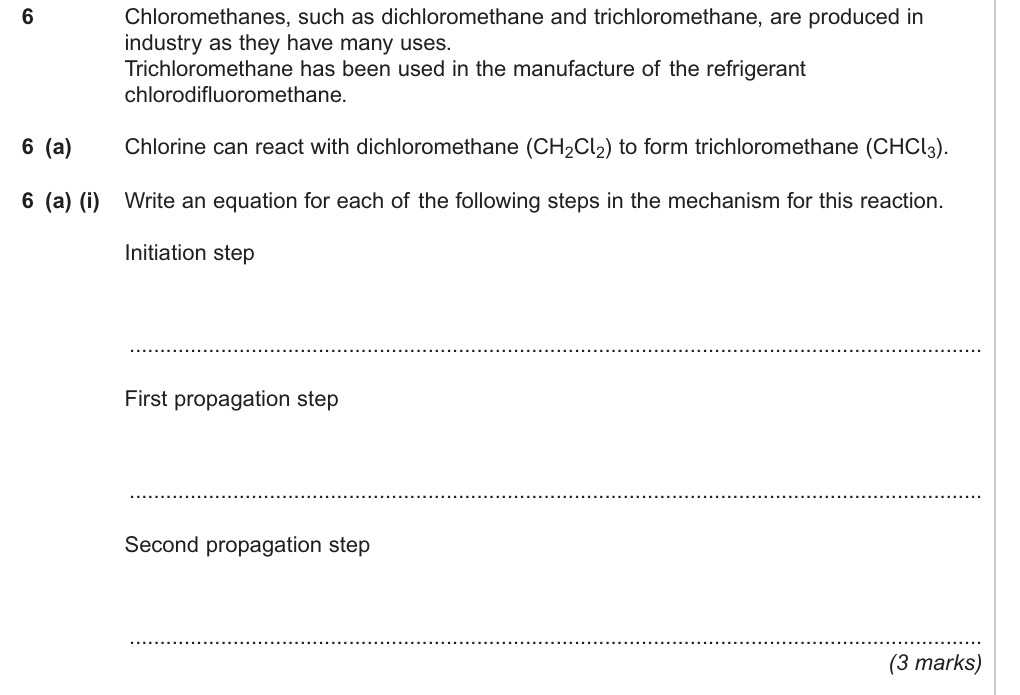 6 Chloromethanes, such as dichloromethane and trichloromethane, are produced in
industry as they have many uses.
Trichloromethane has been used in the manufacture of the refrigerant
chlorodifluoromethane.
6 (a) Chlorine can react with dichloromethane (CH₂Cl₂) to form trichloromethane (CHCl₃).
6 (a) (i) Write an equation for each of the following steps in the mechanism for this reaction.
Initiation step
First propagation step
Second propagation step
(3 marks)